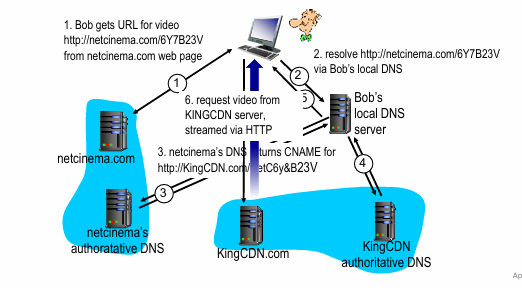 1. Bob gets URL for video
http://netcinema.com/6Y7B23V
from netcinema.com web page
2. resolve http://netcinema.com/6Y7B23V
via Bob's local DNS
1
2
5
6. request video from
KINGCDN server,
streamed via HTTP
Bob's
local DNS
server
netcinema.com
3. netcinema's DNS turns CNAME for
http://KingCDN.com/ etC6y&B23V
3
4
netcinema's
authoratative DNS
KingCDN.com
KingCDN
authoritative DNS
Ap